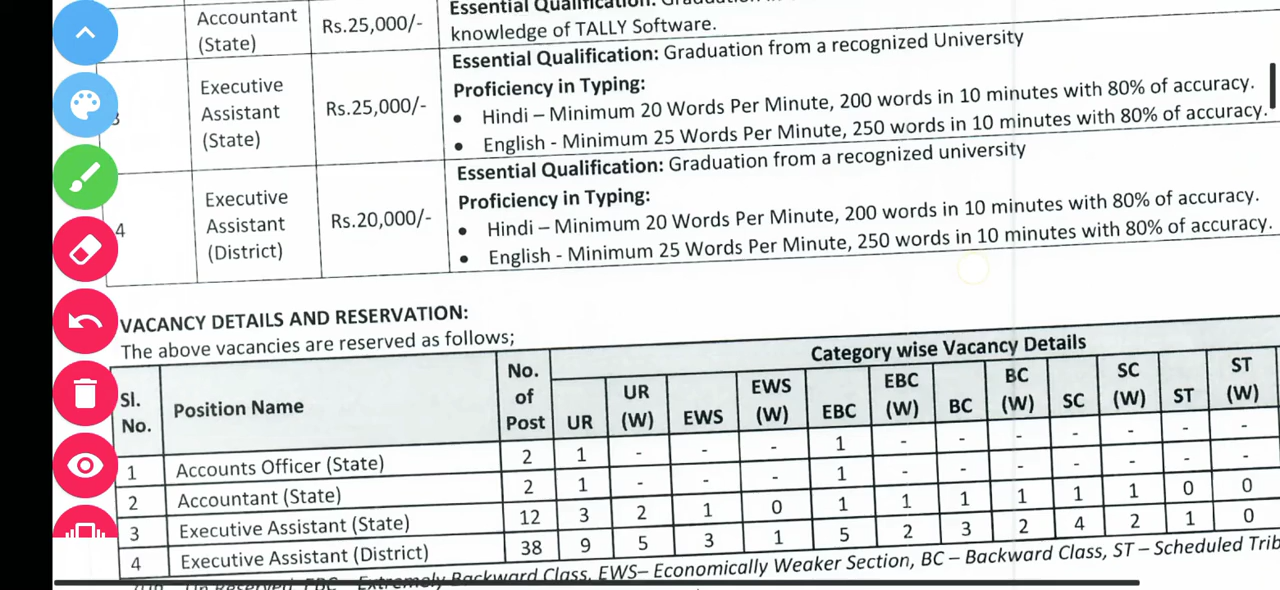 Accountant Rs.25,000/- Essential Qualification:
(State) knowledge of TALLY Software.
3 Executive Assistant (State) Rs.25,000/- Essential Qualification: Graduation from a recognized University
Proficiency in Typing:
• Hindi – Minimum 20 Words Per Minute, 200 words in 10 minutes with 80% of accuracy.
• English - Minimum 25 Words Per Minute, 250 words in 10 minutes with 80% of accuracy.
4 Executive Assistant (District) Rs.20,000/- Essential Qualification: Graduation from a recognized university
Proficiency in Typing:
• Hindi – Minimum 20 Words Per Minute, 200 words in 10 minutes with 80% of accuracy.
• English - Minimum 25 Words Per Minute, 250 words in 10 minutes with 80% of accuracy.
VACANCY DETAILS AND RESERVATION:
The above vacancies are reserved as follows;
Category wise Vacancy Details
Sl. No. Position Name No. of Post UR UR (W) EWS EWS (W) EBC EBC (W) BC BC (W) SC SC (W) ST ST (W)
1 Accounts Officer (State) 2 1 - - - 1 - - - - - - -
2 Accountant (State) 2 1 - - - 1 - - - - - - -
3 Executive Assistant (State) 12 3 2 1 0 1 1 1 1 1 1 0 0
4 Executive Assistant (District) 38 9 5 3 1 5 2 3 2 4 2 1 0
Extremely Backward Class, EWS– Economically Weaker Section, BC – Backward Class, ST – Scheduled